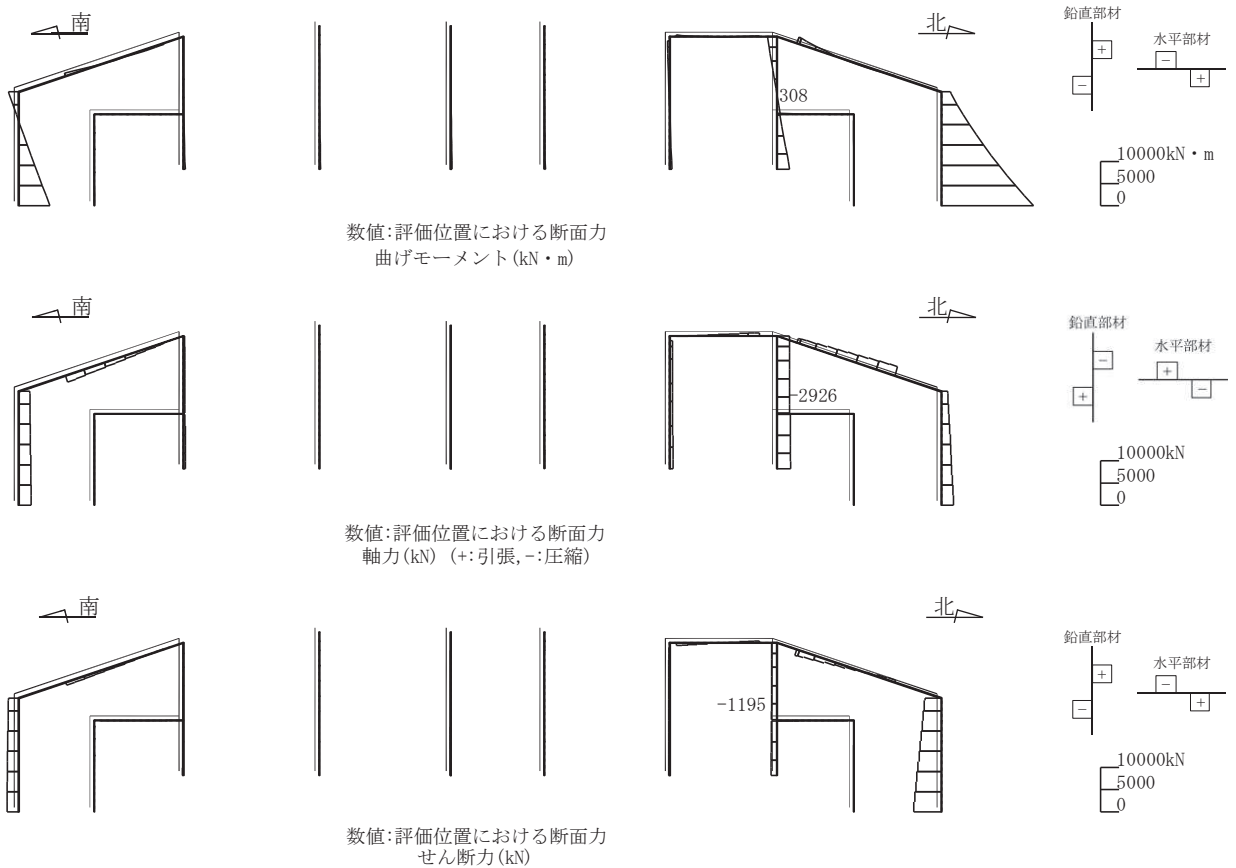 南
北
鉛直部材
+
-
水平部材
-
+
308
10000kN・m
5000
0
数値:評価位置における断面力
曲げモーメント(kN・m)
南
北
鉛直部材
-
+
水平部材
+
-
-2926
10000kN
5000
0
数値:評価位置における断面力
軸力(kN) (+:引張,-:圧縮)
南
北
鉛直部材
+
-
水平部材
-
+
-1195
10000kN
5000
0
数値:評価位置における断面力
せん断力(kN)